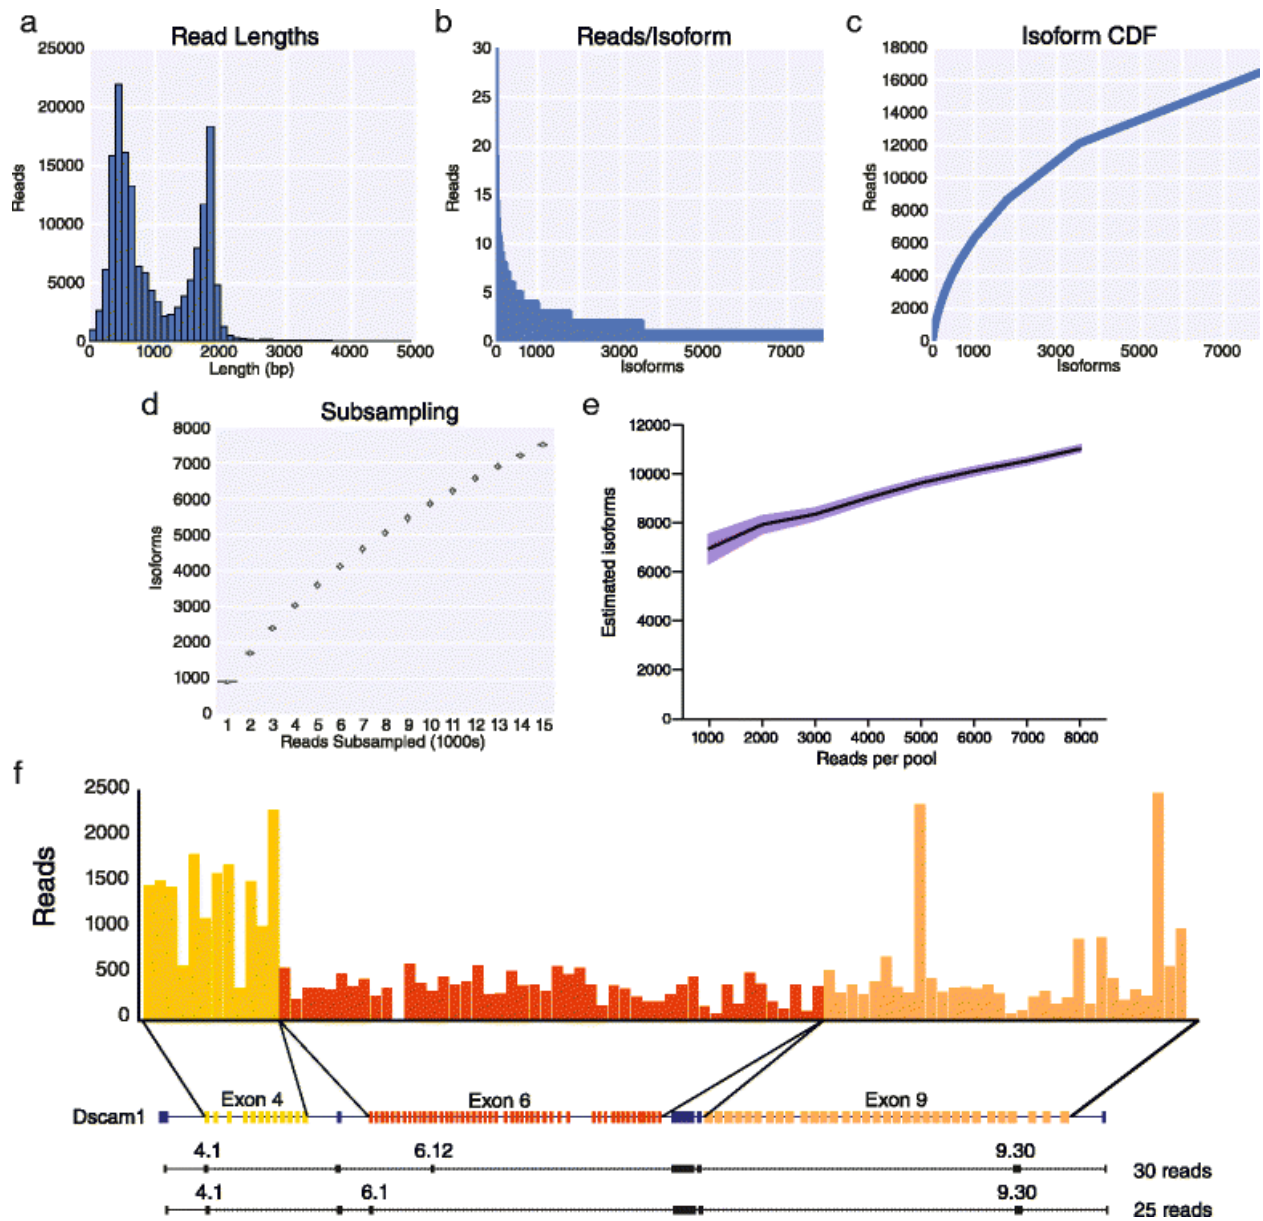 a
Read Lengths
25000
20000
15000
10000
5000
0
Reads
0 1000 2000 3000 4000 5000
Length (bp)
b
Reads/Isoform
30
25
20
15
10
5
0
Reads
0 1000 3000 5000 7000
Isoforms
c
Isoform CDF
18000
16000
14000
12000
10000
8000
6000
4000
2000
0
Reads
0 1000 3000 5000 7000
Isoforms
d
Subsampling
8000
7000
6000
5000
4000
3000
2000
1000
0
Isoforms
1 2 3 4 5 6 7 8 9 10 11 12 13 14 15
Reads Subsampled (1000s)
e
12000
10000
8000
6000
4000
2000
0
Estimated isoforms
1000 2000 3000 4000 5000 6000 7000 8000
Reads per pool
f
2500
2000
1500
1000
500
0
Reads
Exon 4 Exon 6 Exon 9
Dscam1
4.1 6.12 9.30
30 reads
4.1 6.1 9.30
25 reads